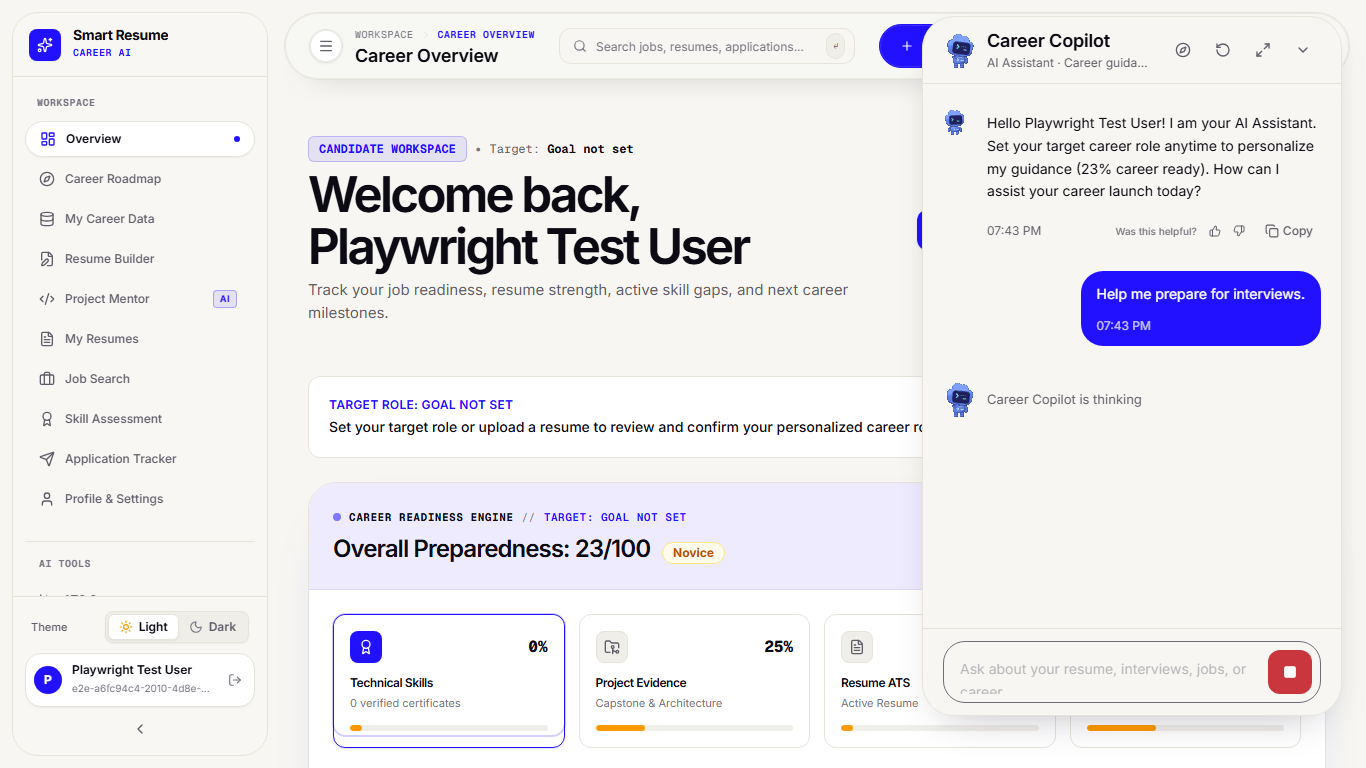 Smart Resume
CAREER AI
WORKSPACE
Overview
Career Roadmap
My Career Data
Resume Builder
Project Mentor AI
My Resumes
Job Search
Skill Assessment
Application Tracker
Profile & Settings
AI TOOLS
Theme Light Dark
P Playwright Test User
e2e-a6fc94c4-2010-4d8e-...
WORKSPACE CAREER OVERVIEW
Career Overview
Search jobs, resumes, applications...
CANDIDATE WORKSPACE • Target: Goal not set
Welcome back,
Playwright Test User
Track your job readiness, resume strength, active skill gaps, and next career
milestones.
TARGET ROLE: GOAL NOT SET
Set your target role or upload a resume to review and confirm your personalized career
CAREER READINESS ENGINE // TARGET: GOAL NOT SET
Overall Preparedness: 23/100 Novice
0%
Technical Skills
0 verified certificates
25%
Project Evidence
Capstone & Architecture
Resume ATS
Active Resume
Career Copilot
AI Assistant · Career guida...
Hello Playwright Test User! I am your AI Assistant.
Set your target career role anytime to personalize
my guidance (23% career ready). How can I
assist your career launch today?
07:43 PM Was this helpful? Copy
Help me prepare for interviews.
07:43 PM
Career Copilot is thinking
Ask about your resume, interviews, jobs, or
career